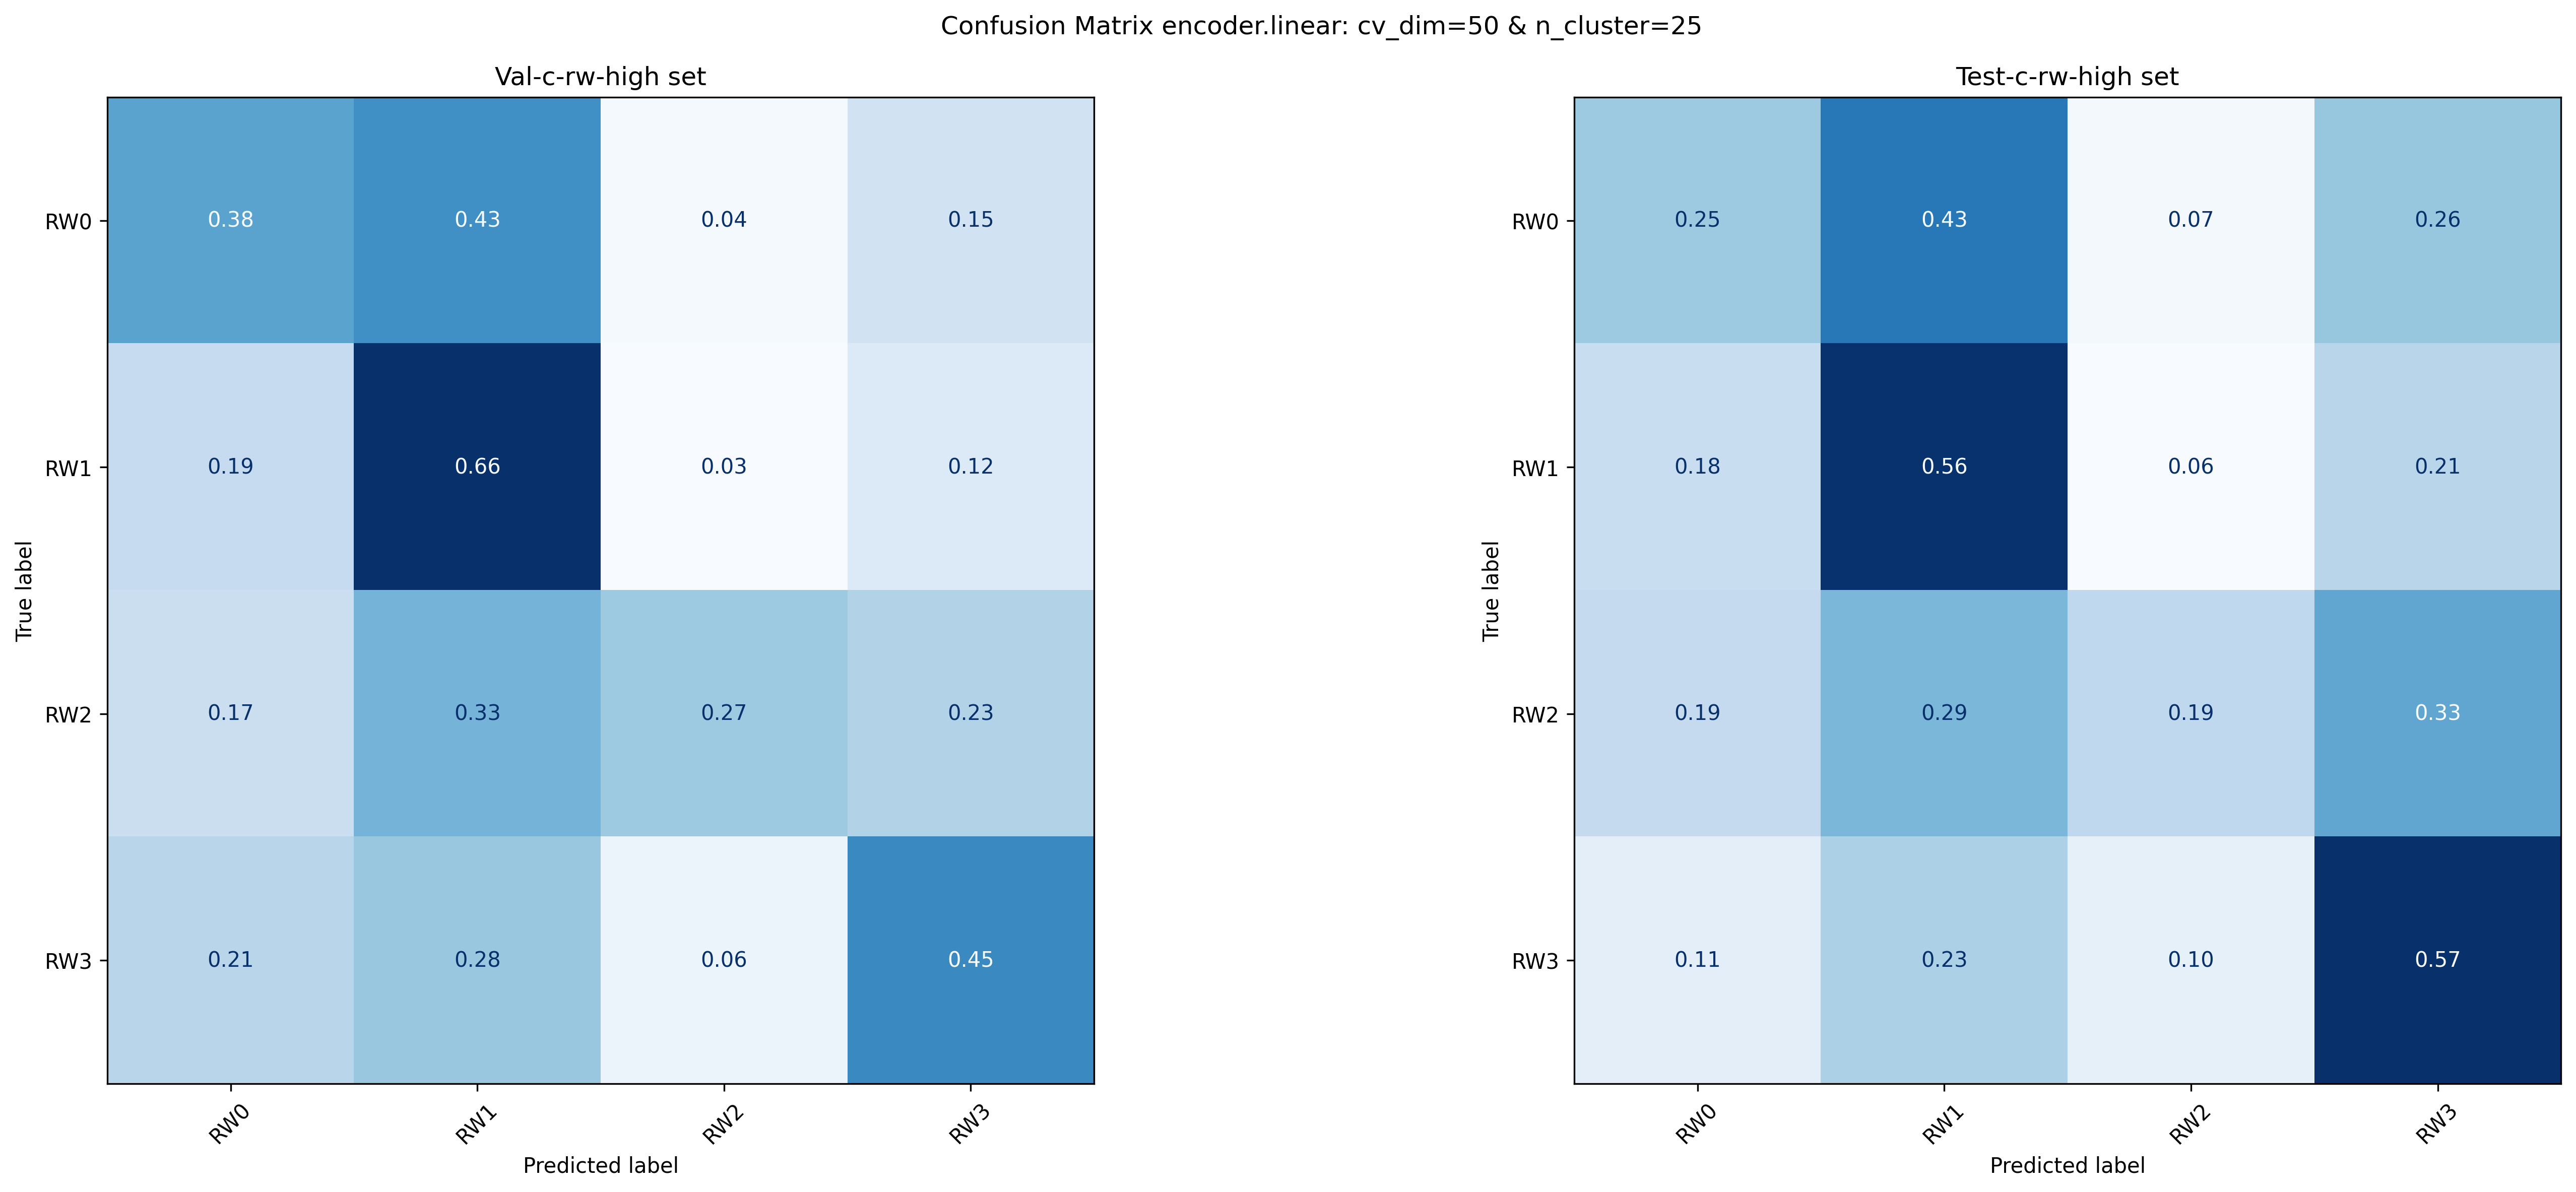 Confusion Matrix encoder.linear: cv_dim=50 & n_cluster=25
Val-c-rw-high set
True label
RW0
0.38 0.43 0.04 0.15
RW1
0.19 0.66 0.03 0.12
RW2
0.17 0.33 0.27 0.23
RW3
0.21 0.28 0.06 0.45
RW0 RW1 RW2 RW3
Predicted label
Test-c-rw-high set
True label
RW0
0.25 0.43 0.07 0.26
RW1
0.18 0.56 0.06 0.21
RW2
0.19 0.29 0.19 0.33
RW3
0.11 0.23 0.10 0.57
RW0 RW1 RW2 RW3
Predicted label